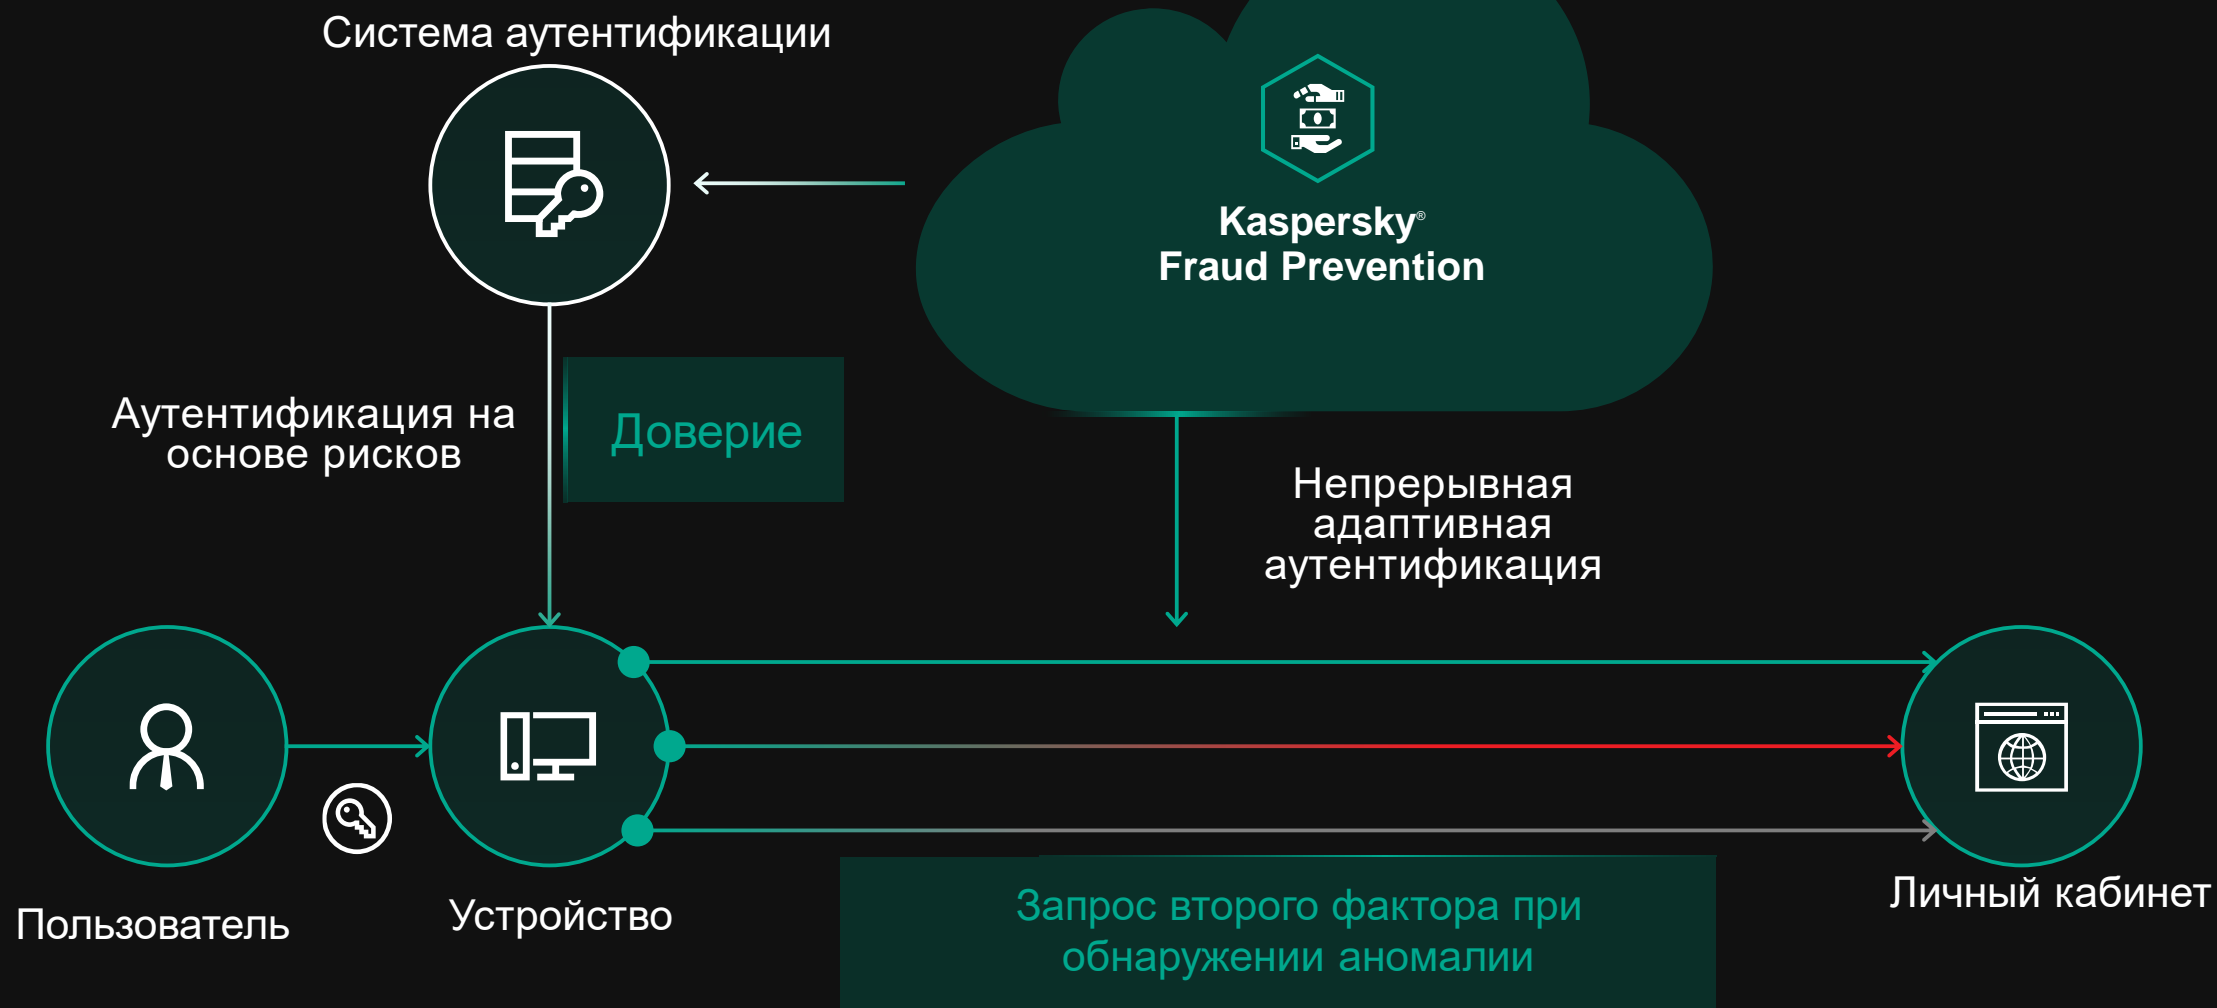 Система аутентификации
Kaspersky®
Fraud Prevention
Аутентификация на
основе рисков
Доверие
Непрерывная
адаптивная
аутентификация
Пользователь
Устройство
Личный кабинет
Запрос второго фактора при
обнаружении аномалии